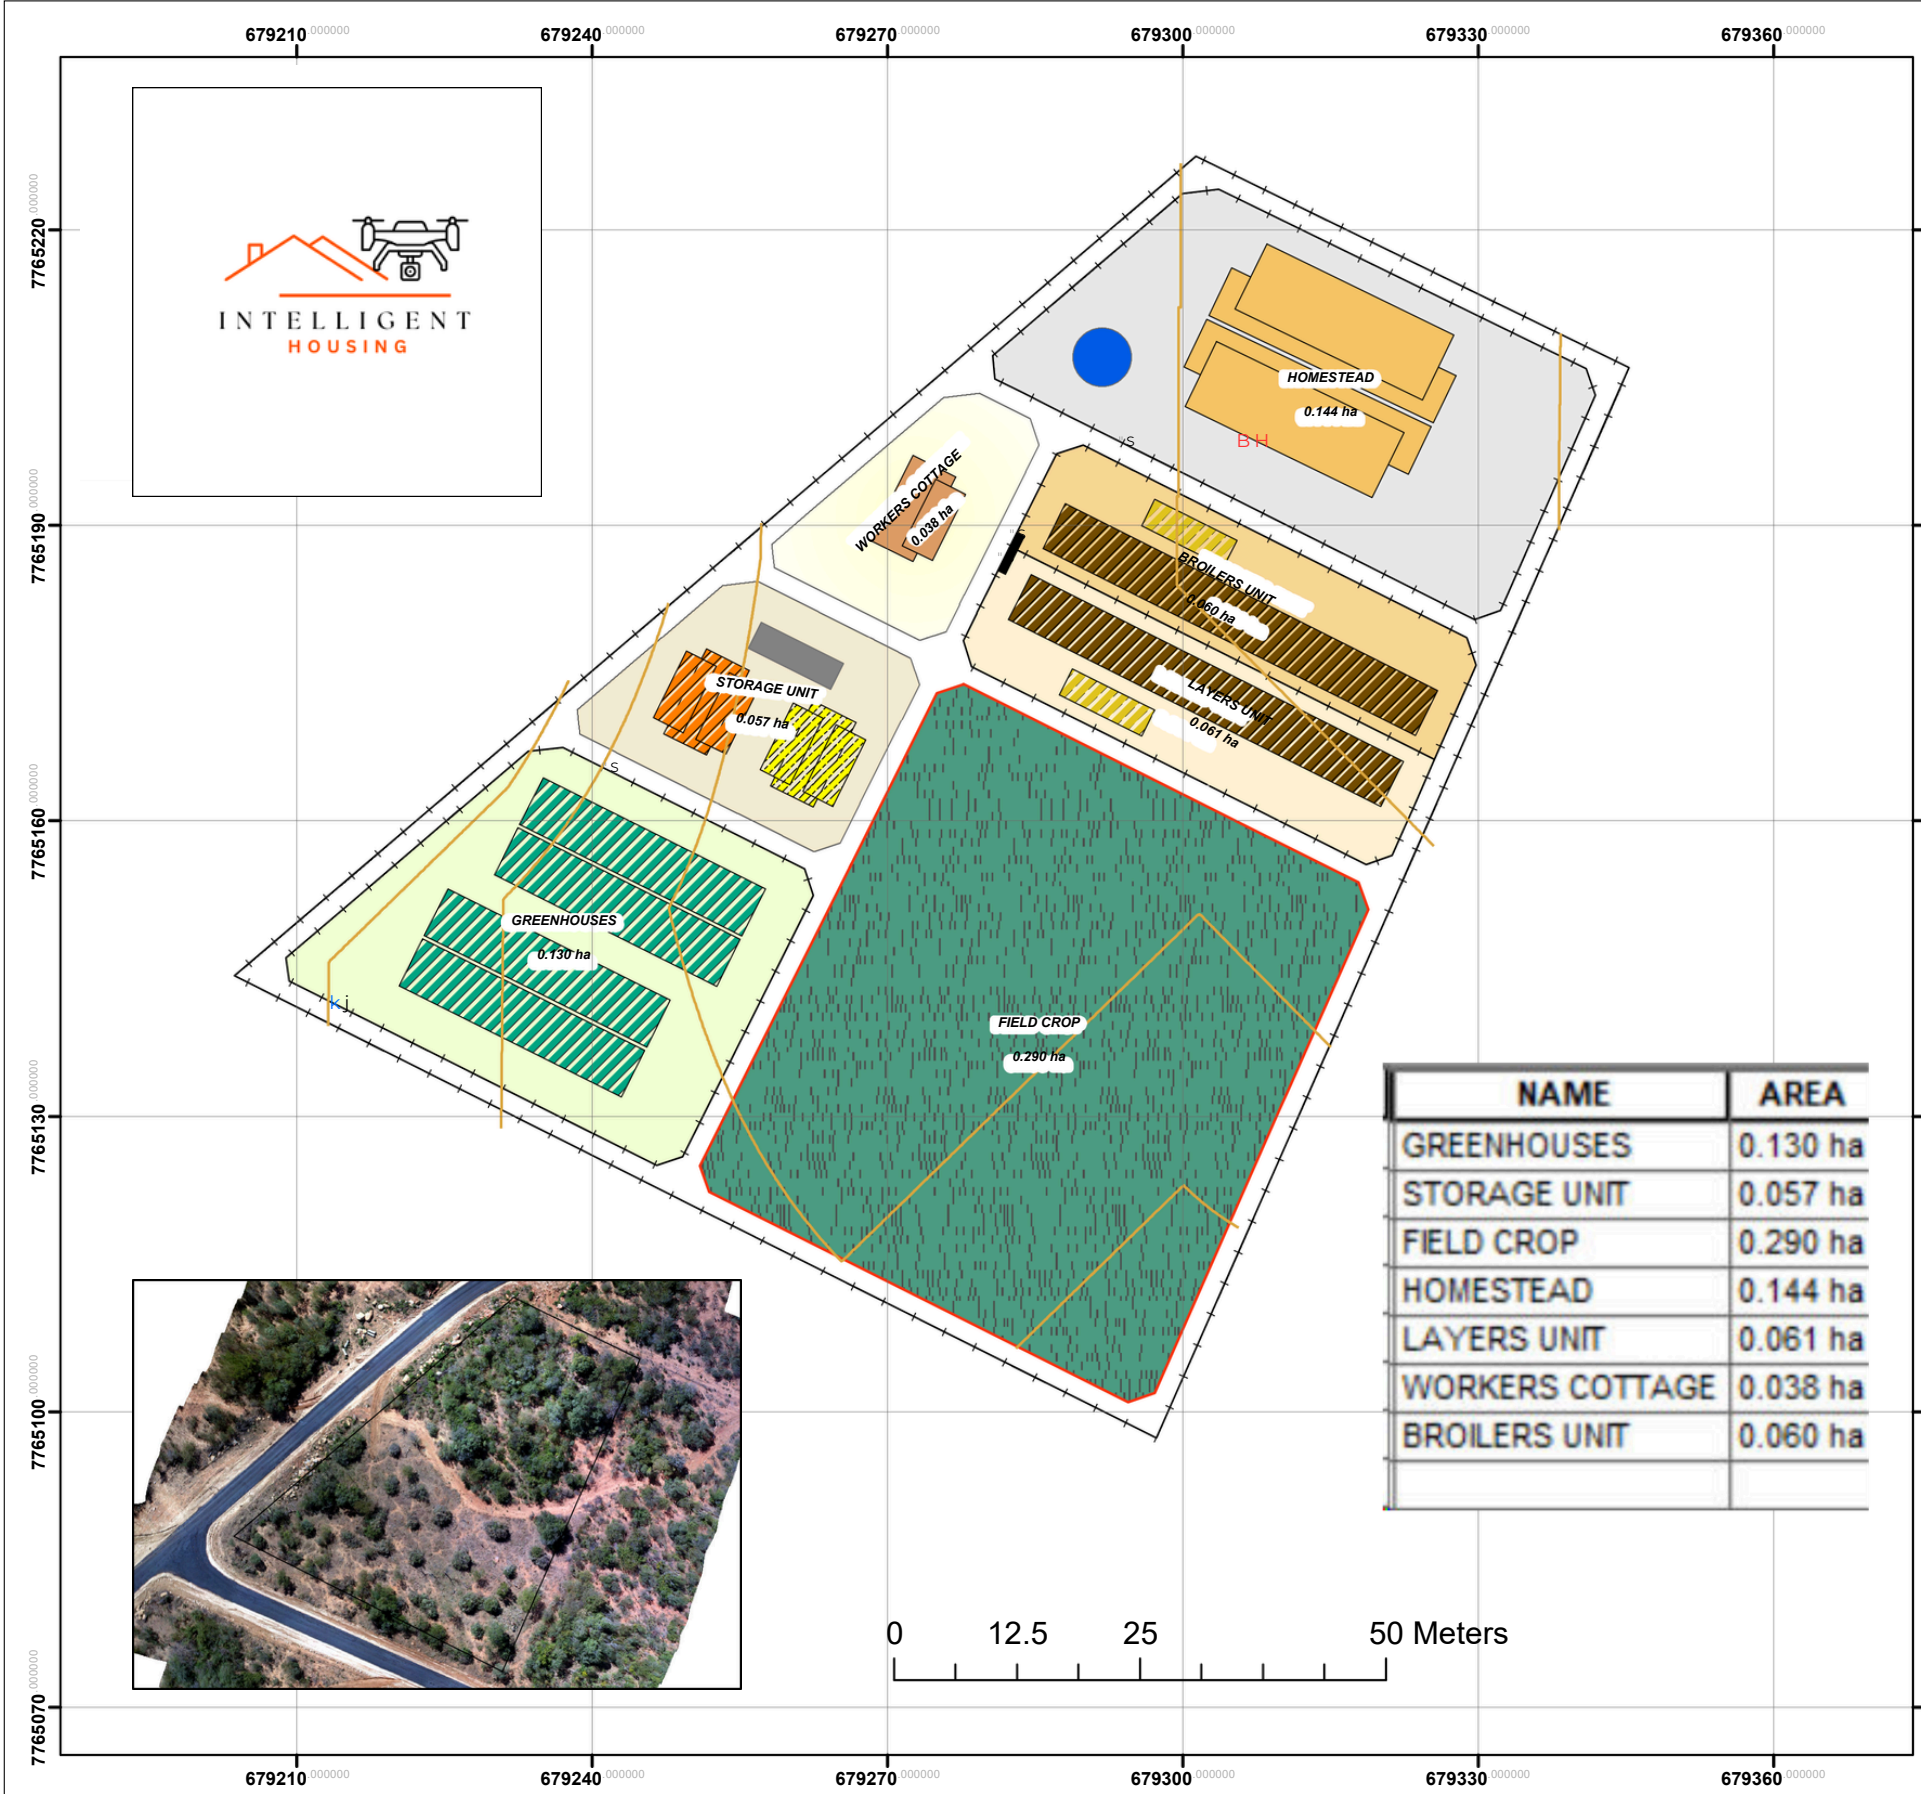 679210.000000 679240.000000 679270.000000 679300.000000 679330.000000 679360.000000
7765220.000000
7765190.000000
7765160.000000
7765130.000000
7765100.000000
7765070.000000
INTELLIGENT
HOUSING
HOMESTEAD
0.144 ha
BH
s
WORKERS COTTAGE
0.038 ha
BROILERS UNIT
0.060 ha
LAYERS UNIT
0.061 ha
STORAGE UNIT
0.057 ha
s
GREENHOUSES
0.130 ha
kj
FIELD CROP
0.290 ha
NAME AREA
GREENHOUSES 0.130 ha
STORAGE UNIT 0.057 ha
FIELD CROP 0.290 ha
HOMESTEAD 0.144 ha
LAYERS UNIT 0.061 ha
WORKERS COTTAGE 0.038 ha
BROILERS UNIT 0.060 ha
0 12.5 25 50 Meters
679210.000000 679240.000000 679270.000000 679300.000000 679330.000000 679360.000000